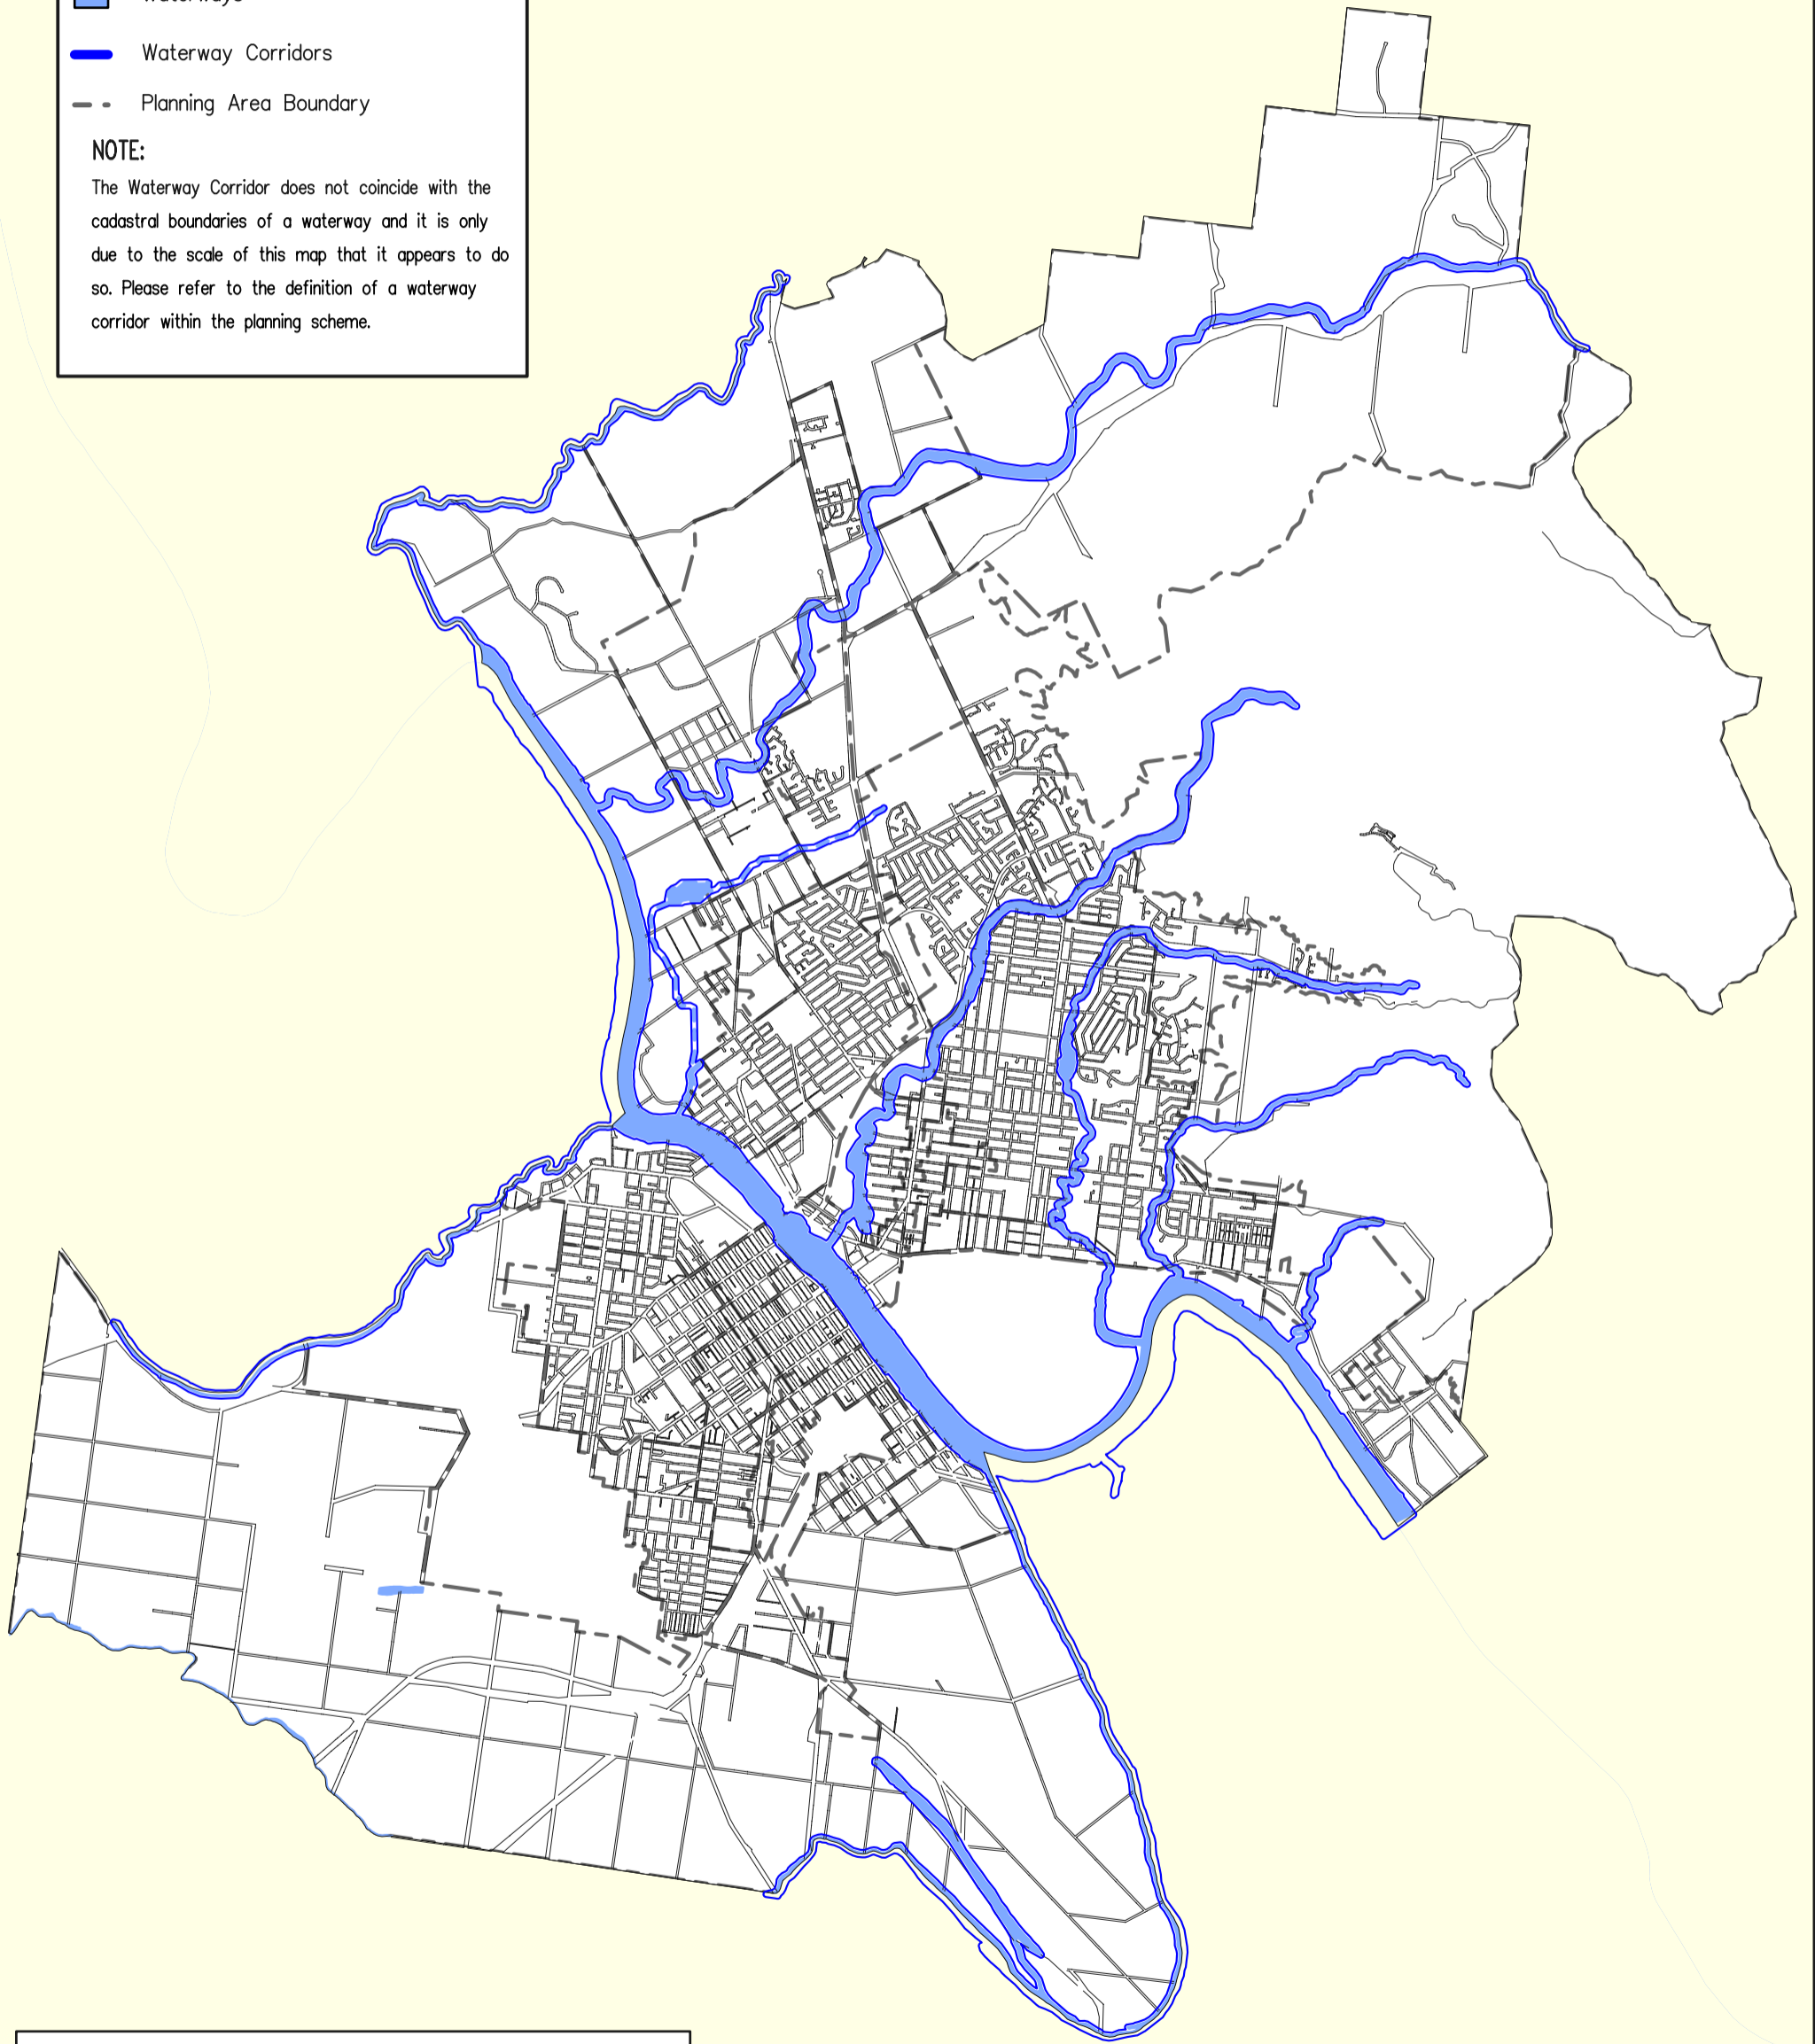 Waterways
Waterway Corridors
Planning Area Boundary
NOTE:
The Waterway Corridor does not coincide with the
cadastral boundaries of a waterway and it is only
due to the scale of this map that it appears to do
so. Please refer to the definition of a waterway
corridor within the planning scheme.